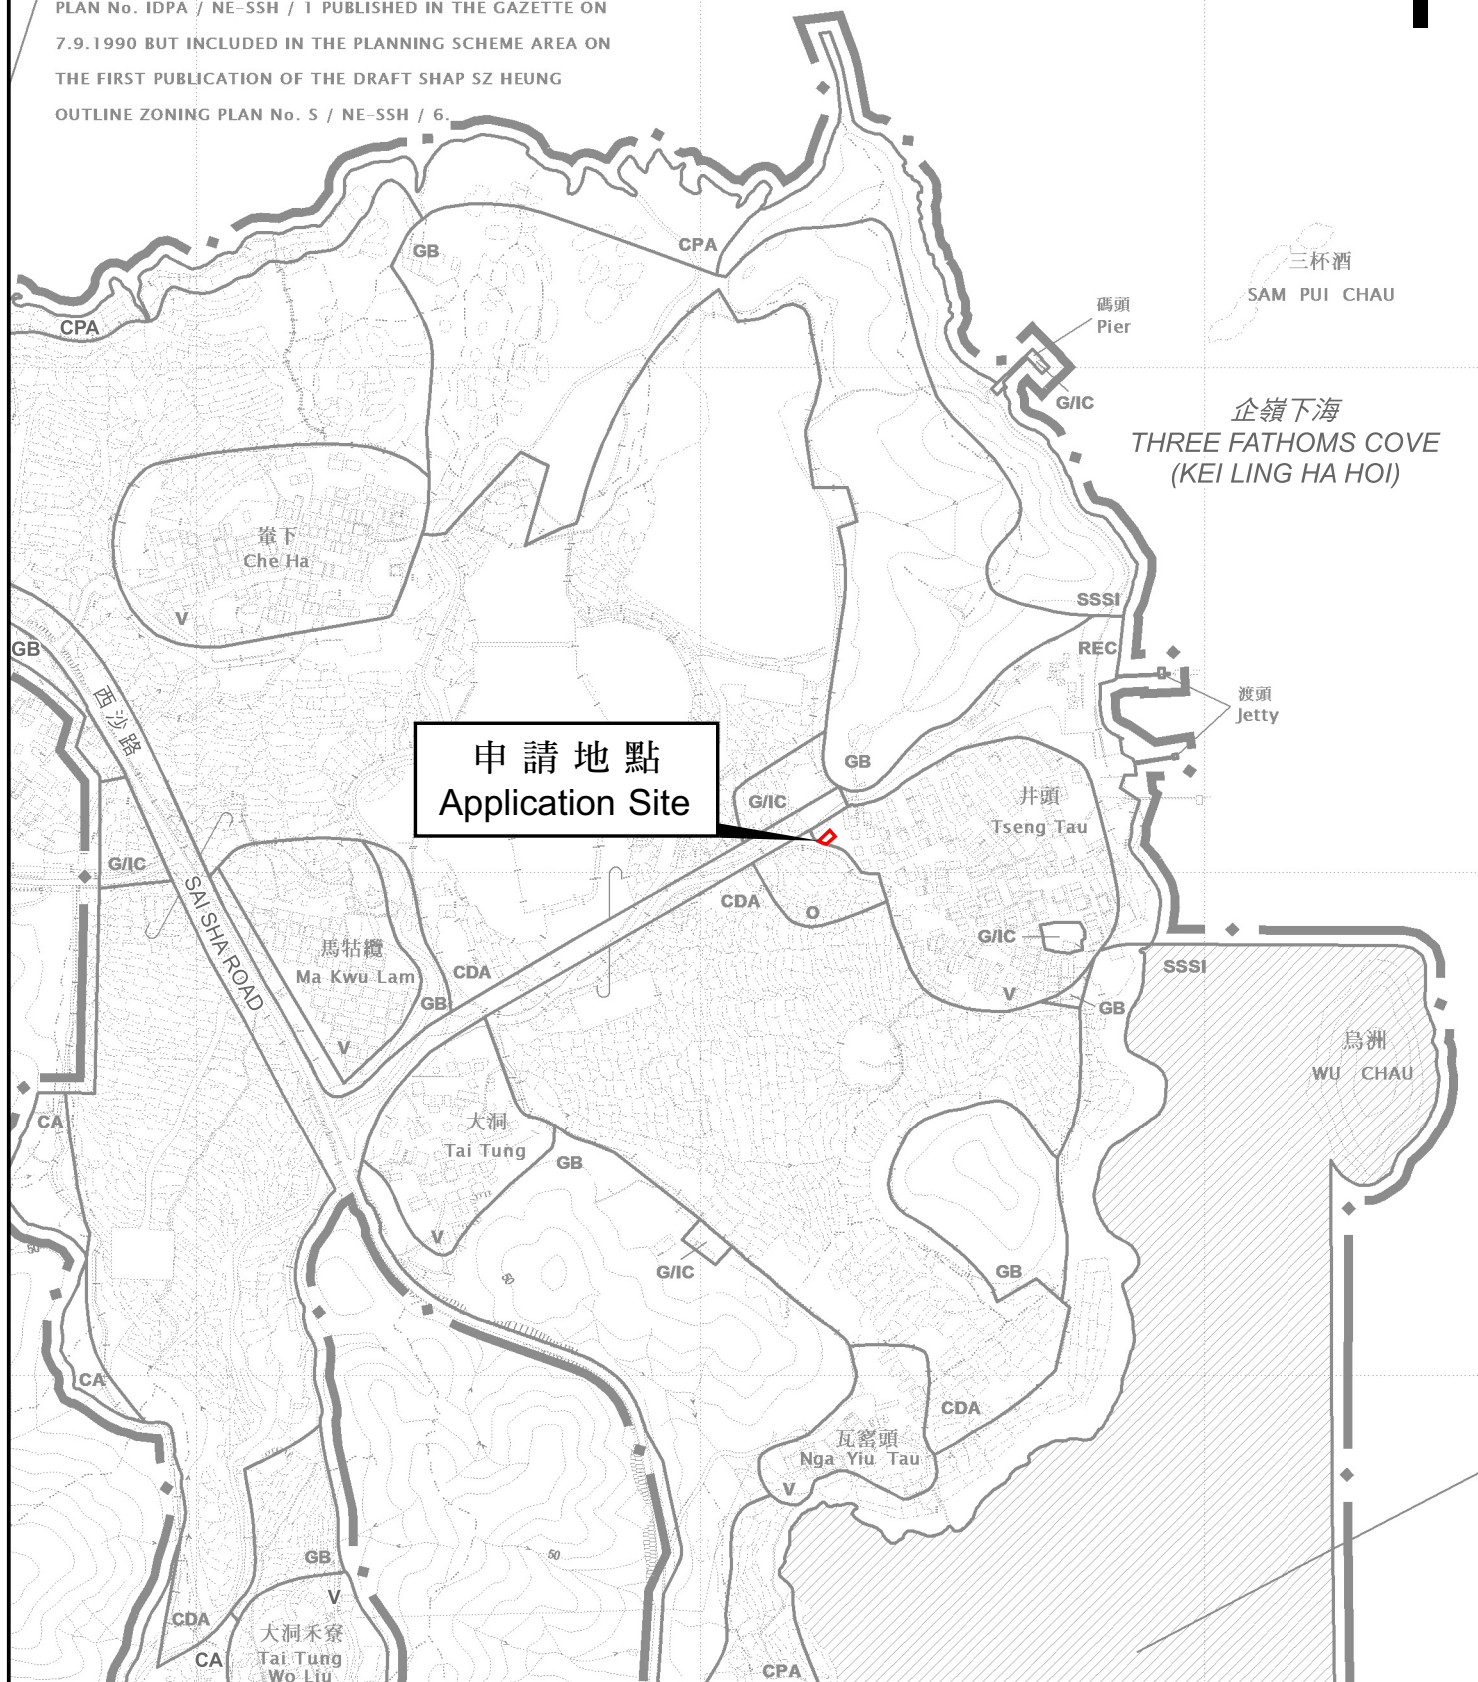 PLAN No. IDPA / NE-SSH / 1 PUBLISHED IN THE GAZETTE ON
7.9.1990 BUT INCLUDED IN THE PLANNING SCHEME AREA ON
THE FIRST PUBLICATION OF THE DRAFT SHAP SZ HEUNG
OUTLINE ZONING PLAN No. S / NE-SSH / 6.
GB
CPA
三杯酒
SAM PUI CHAU
CPA
碼頭
Pier
G/IC
企嶺下海
THREE FATHOMS COVE
(KEI LING HA HOI)
輋下
Che Ha
V
SSSI
GB
REC
西沙路
渡頭
Jetty
申請地點
Application Site
GB
G/IC
井頭
Tseng Tau
G/IC
SAI SHA ROAD
CDA
O
G/IC
馬牯纜
Ma Kwu Lam
CDA
GB
V
SSSI
V
GB
烏洲
WU CHAU
CA
大洞
Tai Tung
GB
V
G/IC
GB
50
50
CA
CDA
瓦窰頭
Nga Yiu Tau
V
GB
50
V
CDA
大洞禾寮
Tai Tung
Wo Liu
CA
CPA